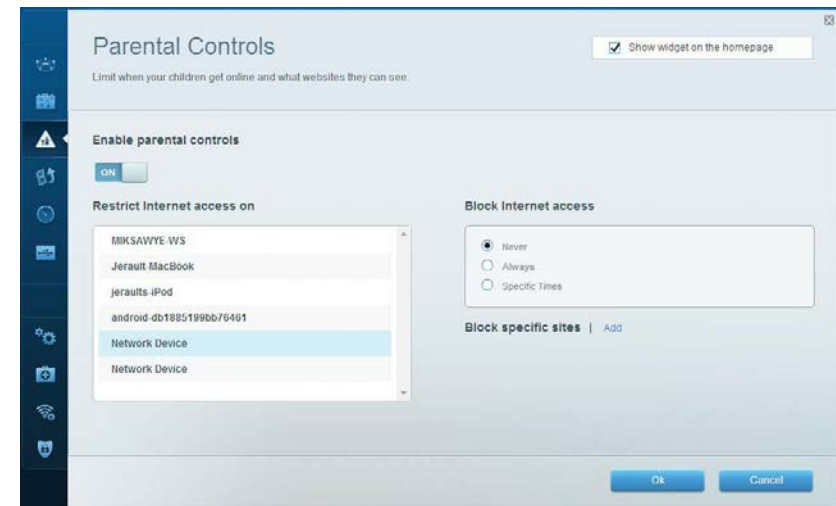 Parental Controls
Show widget on the homepage
Limit when your children get online and what websites they can see.
Enable parental controls
ON
Restrict Internet access on
MIKSAWYE-WS
Jerault-MacBook
jeraults-iPod
android-db1885199bb76461
Network Device
Network Device
Block Internet access
Never
Always
Specific Times
Block specific sites | Add
Ok
Cancel